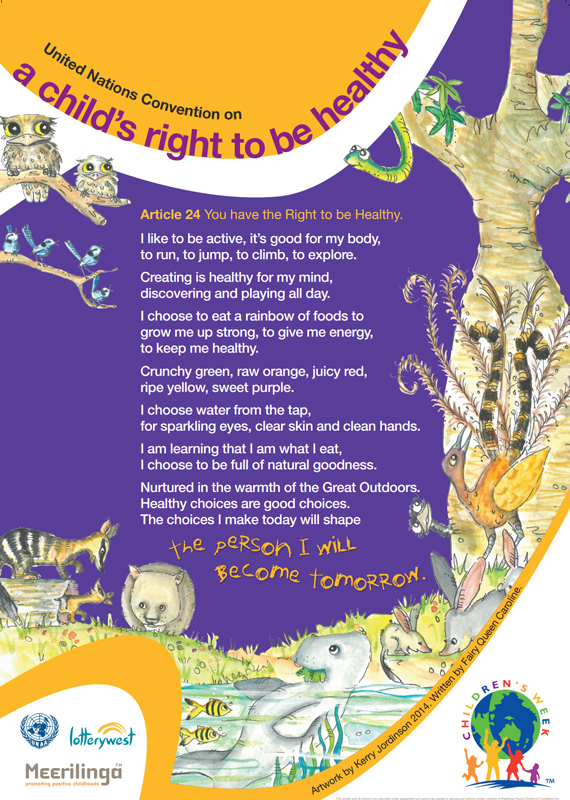 United Nations Convention on
a child's right to be healthy
Article 24 You have the Right to be Healthy.
I like to be active, it's good for my body,
to run, to jump, to climb, to explore.
Creating is healthy for my mind,
discovering and playing all day.
I choose to eat a rainbow of foods to
grow me up strong, to give me energy,
to keep me healthy.
Crunchy green, raw orange, juicy red,
ripe yellow, sweet purple.
I choose water from the tap,
for sparkling eyes, clear skin and clean hands.
I am learning that I am what I eat,
I choose to be full of natural goodness.
Nurtured in the warmth of the Great Outdoors.
Healthy choices are good choices.
The choices I make today will shape
the person I will
become tomorrow.
Artwork by Kerry Jordinson 2014. Written by Fairy Queen Caroline.
CHILDREN'S WEEK
TM
UNAA
lotterywest
Meerilinga TM
promoting positive childhoods